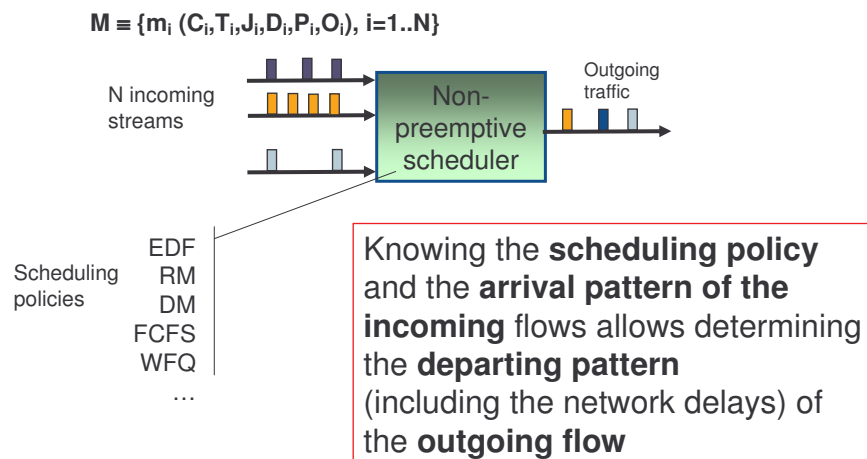 M ≡ {mᵢ (Cᵢ,Tᵢ,Jᵢ,Dᵢ,Pᵢ,Oᵢ), i=1..N}
N incoming
streams
Non-
preemptive
scheduler
Outgoing
traffic
Scheduling
policies
EDF
RM
DM
FCFS
WFQ
…
Knowing the scheduling policy
and the arrival pattern of the
incoming flows allows determining
the departing pattern
(including the network delays) of
the outgoing flow